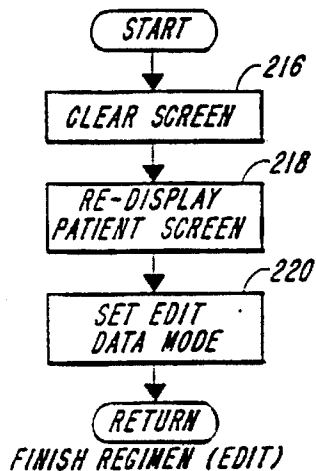 START
216
CLEAR SCREEN
218
RE-DISPLAY
PATIENT SCREEN
220
SET EDIT
DATA MODE
RETURN
FINISH REGIMEN (EDIT)